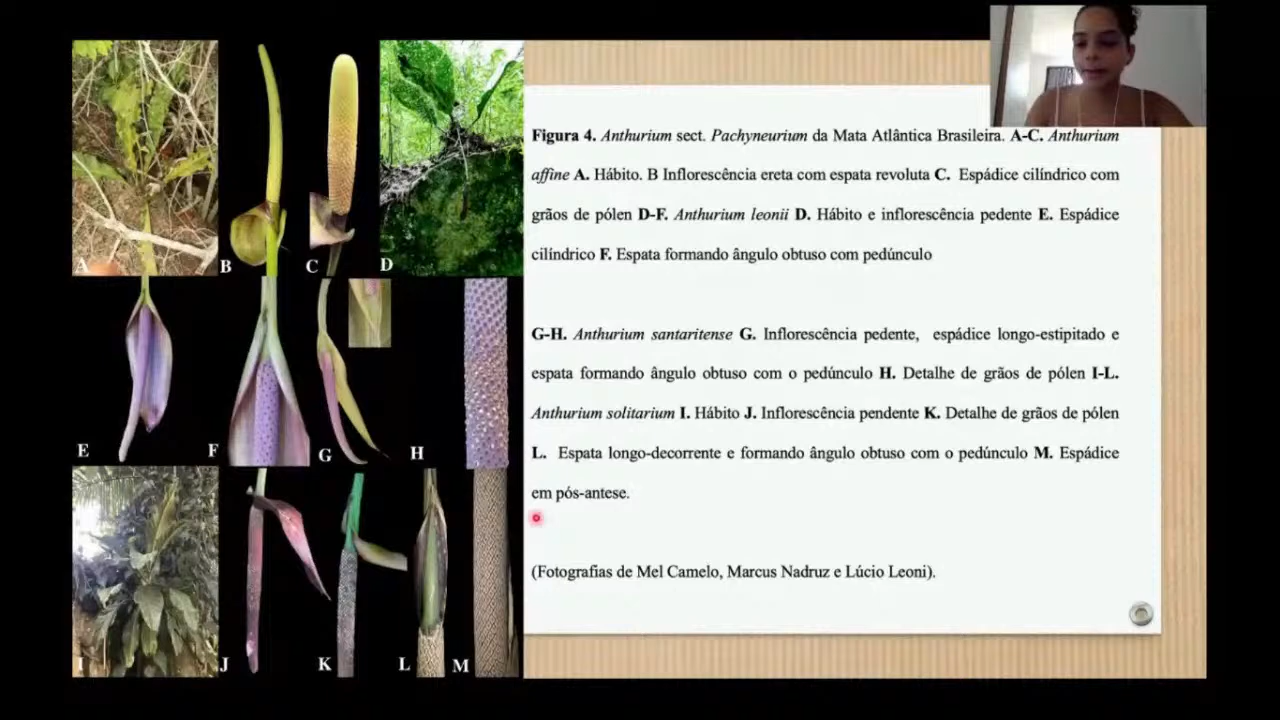 Figura 4. Anthurium sect. Pachyneurium da Mata Atlântica Brasileira. A-C. Anthurium
affine A. Hábito. B Inflorescência ereta com espata revoluta C. Espádice cilíndrico com
grãos de pólen D-F. Anthurium leonii D. Hábito e inflorescência pedente E. Espádice
cilíndrico F. Espata formando ângulo obtuso com pedúnculo
G-H. Anthurium santaritense G. Inflorescência pedente, espádice longo-estipitado e
espata formando ângulo obtuso com o pedúnculo H. Detalhe de grãos de pólen I-L.
Anthurium solitarium I. Hábito J. Inflorescência pendente K. Detalhe de grãos de pólen
L. Espata longo-decorrente e formando ângulo obtuso com o pedúnculo M. Espádice
em pós-antese.
(Fotografias de Mel Camelo, Marcus Nadruz e Lúcio Leoni).
A B C D
E F G H
I J K L M